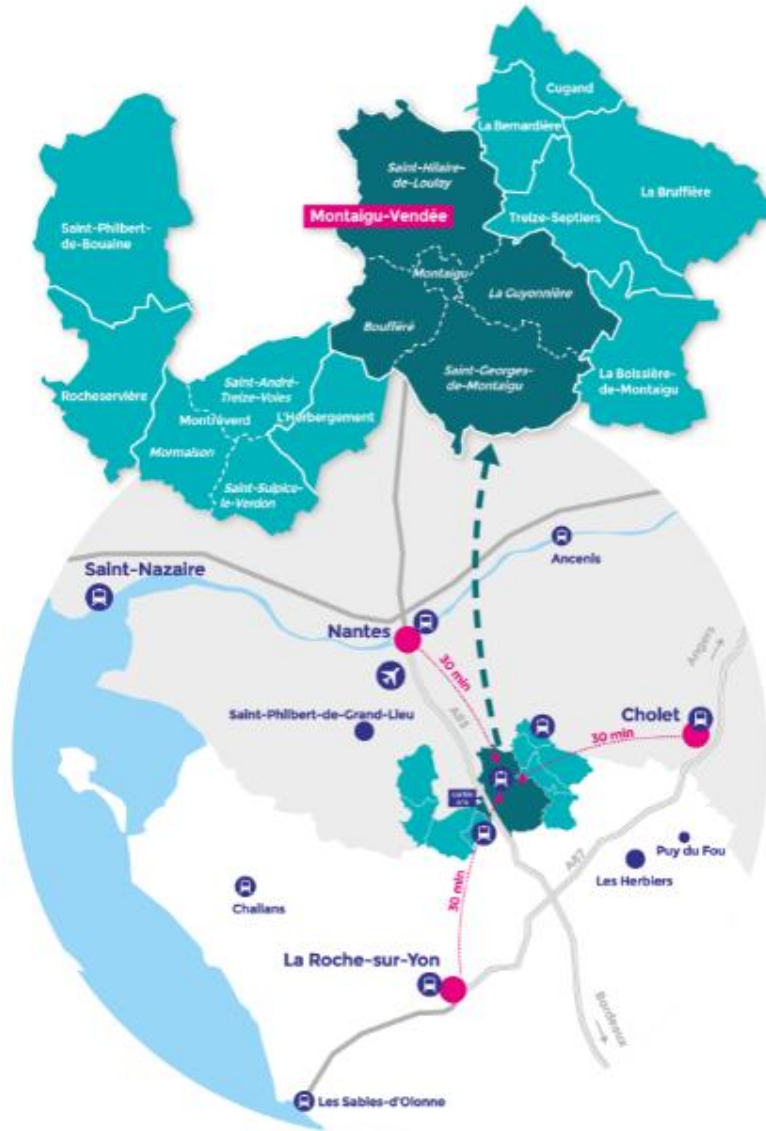 Cugand
La Bernardière
Saint-Hilaire-
de-Loulay
La Bruffière
Saint-Philbert-
de-Bouaine
Montaigu-Vendée
Treize-Septiers
Montaigu
La Guyonnière
Boufféré
Saint-Georges-
de-Montaigu
La Boissière-
de-Montaigu
Rocheservière
Saint-André-
Treize-Voies
Montréverd
L'Herbergement
Mormaison
Saint-Sulpice-
le-Verdon
Ancenis
Saint-Nazaire
Nantes
30 min
Angers
A83
Saint-Philbert-de-Grand-Lieu
Cholet
30 min
A87
Puy du Fou
Les Herbiers
Challans
30 min
La Roche-sur-Yon
Bordeaux
Les Sables-d'Olonne